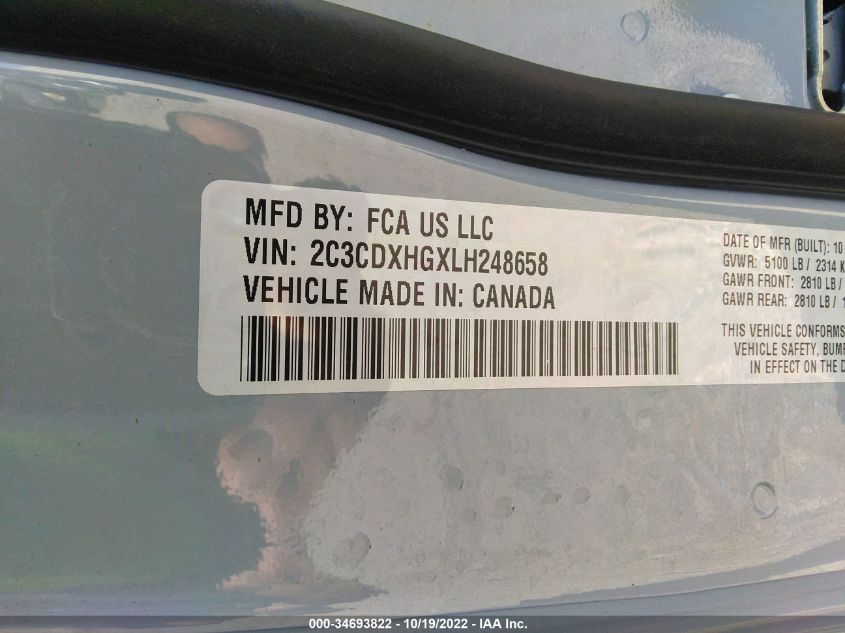 MFD BY: FCA US LLC
VIN: 2C3CDXHGXLH248658
VEHICLE MADE IN: CANADA
DATE OF MFR (BUILT): 10
GVWR: 5100 LB / 2314 K
GAWR FRONT: 2810 LB /
GAWR REAR: 2810 LB / 1
THIS VEHICLE CONFORMS
VEHICLE SAFETY, BUMP
IN EFFECT ON THE D
000-34693822 - 10/19/2022 - IAA Inc.